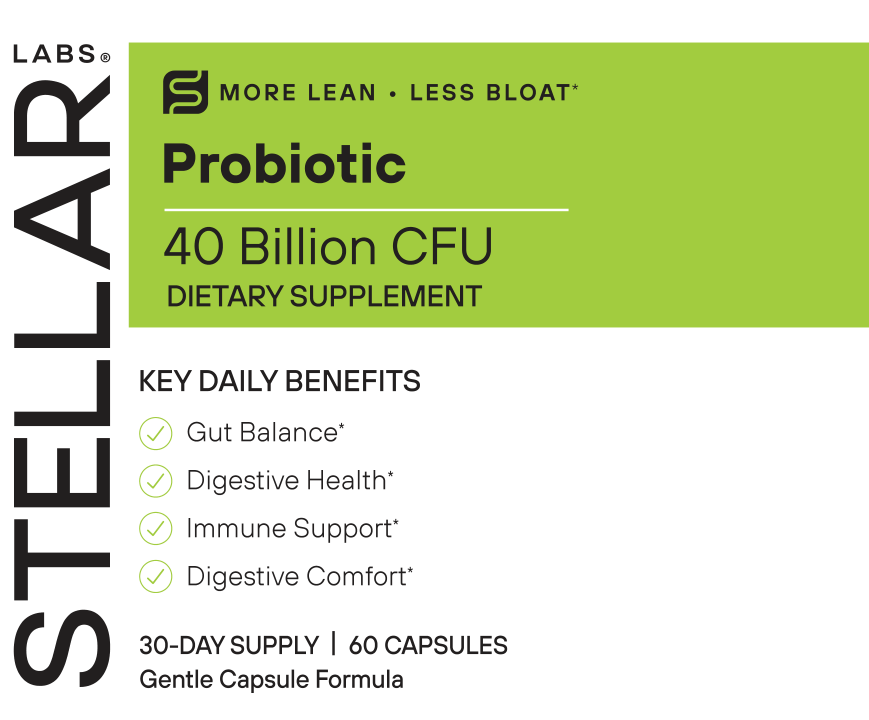 LABS®
STELLAR
MORE LEAN • LESS BLOAT*
Probiotic
40 Billion CFU
DIETARY SUPPLEMENT
KEY DAILY BENEFITS
Gut Balance*
Digestive Health*
Immune Support*
Digestive Comfort*
30-DAY SUPPLY | 60 CAPSULES
Gentle Capsule Formula